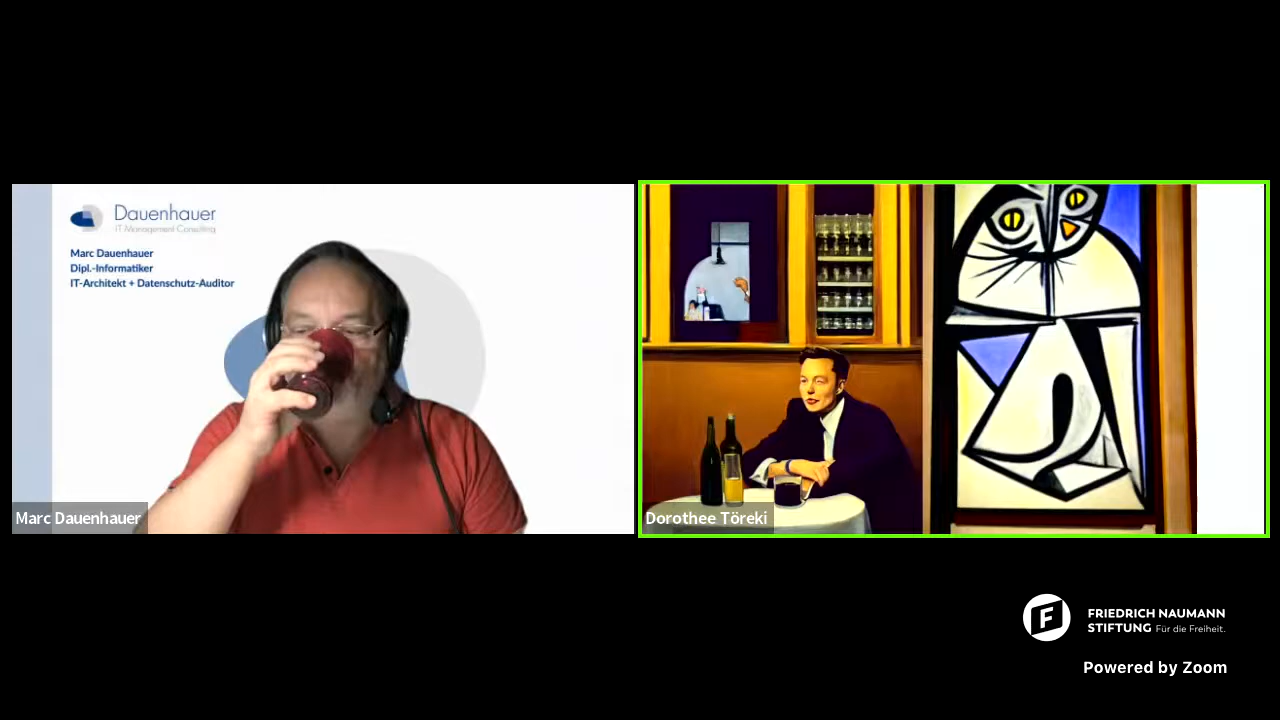 Dauenhauer
IT Management Consulting
Marc Dauenhauer
Dipl.-Informatiker
IT-Architekt + Datenschutz-Auditor
Marc Dauenhauer
Dorothee Töreki
FRIEDRICH NAUMANN
STIFTUNG Für die Freiheit.
Powered by Zoom